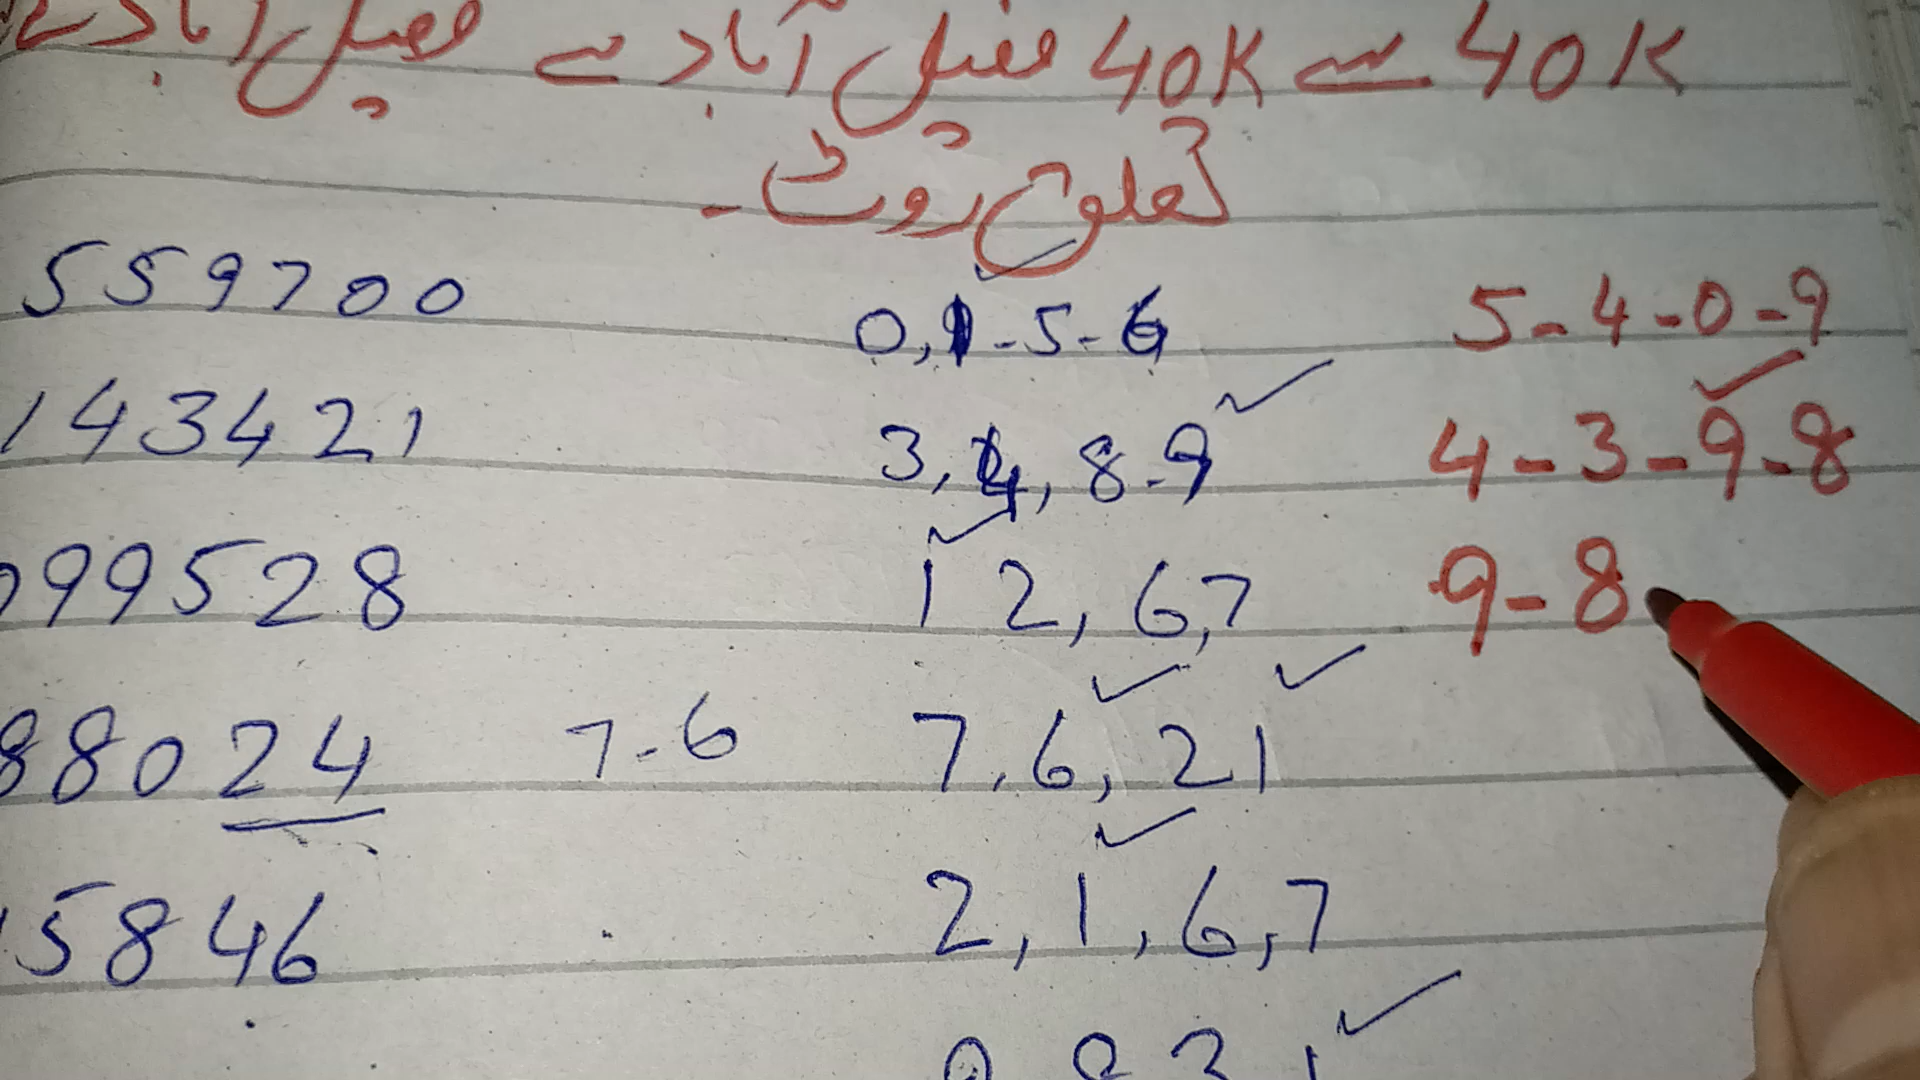 40K سے 40K فیصل آباد سے فیصل آباد کے
تعلق روٹ -
559700 0,1-5-6 5-4-0-9
143421 3,4,8-9 4-3-9-8
99528 1 2, 6,7 9-8
88024 7-6 7,6,21
5846 2,1,6,7